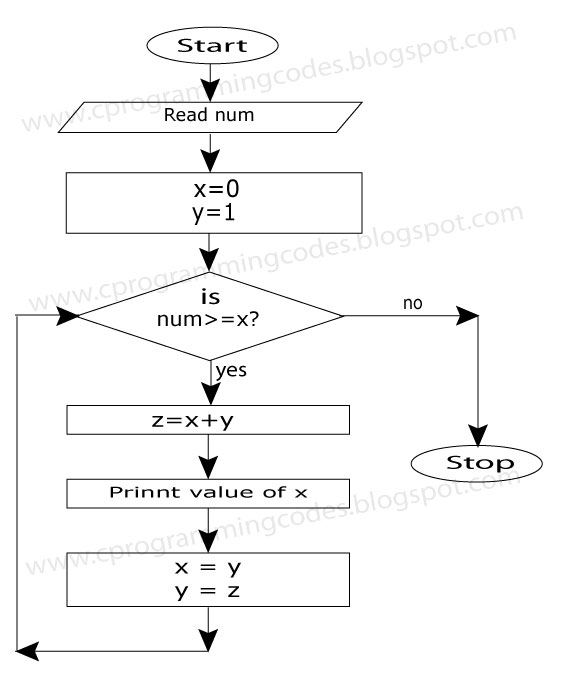 Start
www.cprogrammingcodes.blogspot.com
Read num
x=0
y=1
www.cprogrammingcodes.blogspot.com
is
num>=x?
no
yes
z=x+y
Stop
Prinnt value of x
www.cprogrammingcodes.blogspot.com
x = y
y = z